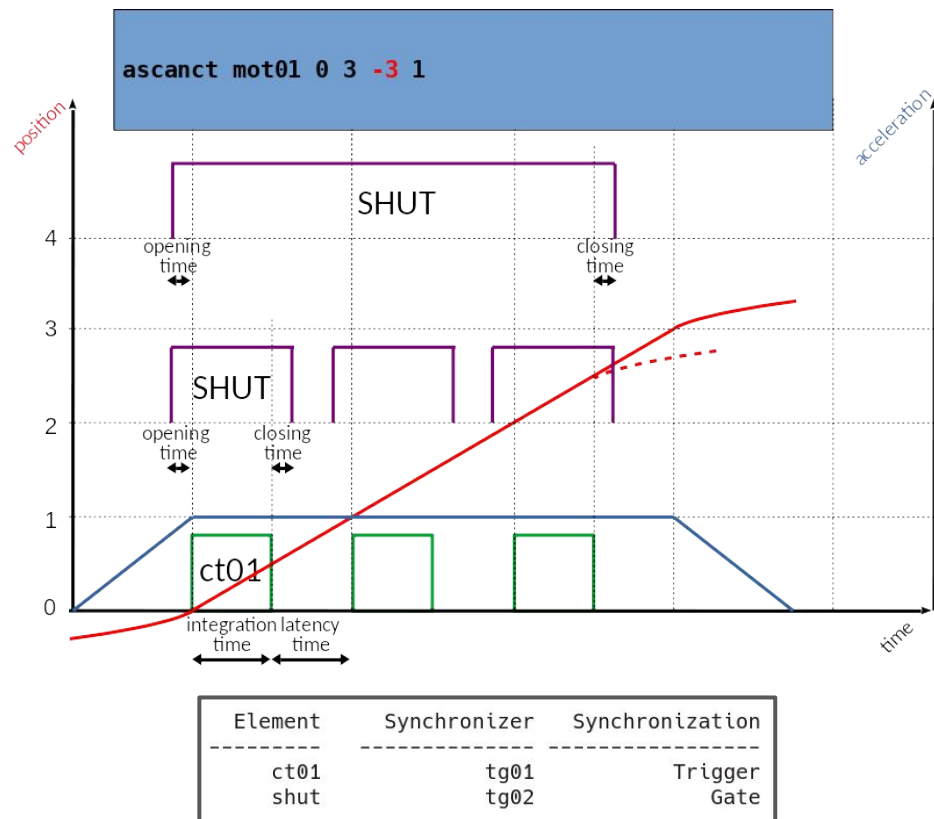 ascanct mot01 0 3 -3 1
position
acceleration
SHUT
4
opening
time
closing
time
3
SHUT
2
opening
time
closing
time
1
ct01
0
integration
time
latency
time
time
Element Synchronizer Synchronization
--------- -------------- -----------------
ct01 tg01 Trigger
shut tg02 Gate